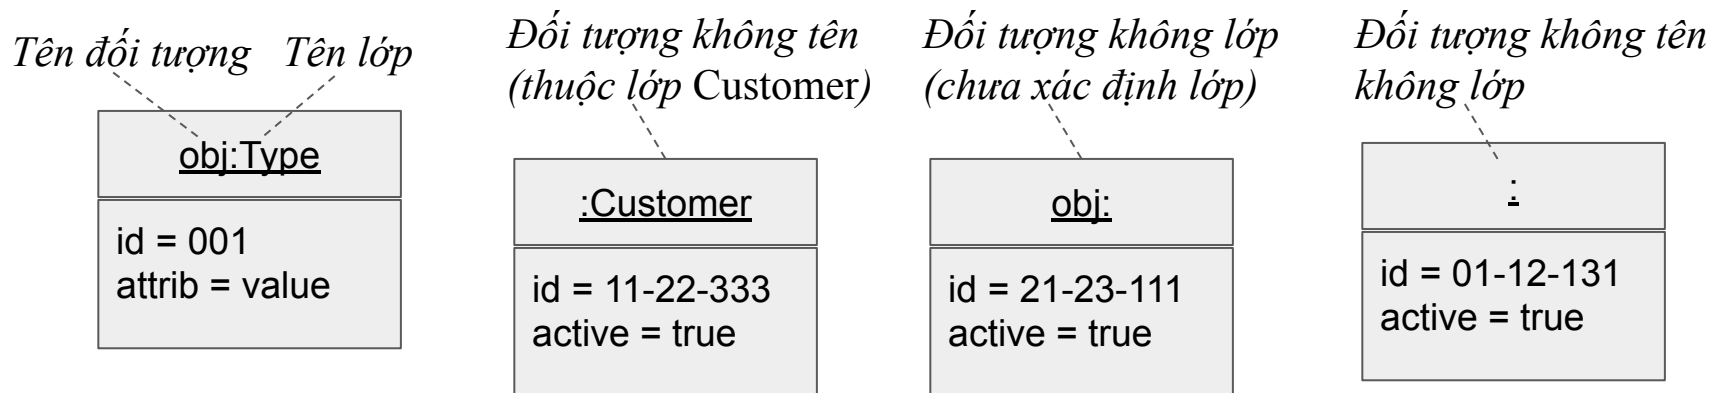 Tên đối tượng
Tên lớp
obj:Type
id = 001
attrib = value
Đối tượng không tên
(thuộc lớp Customer)
:Customer
id = 11-22-333
active = true
Đối tượng không lớp
(chưa xác định lớp)
obj:
id = 21-23-111
active = true
Đối tượng không tên
không lớp
:
id = 01-12-131
active = true